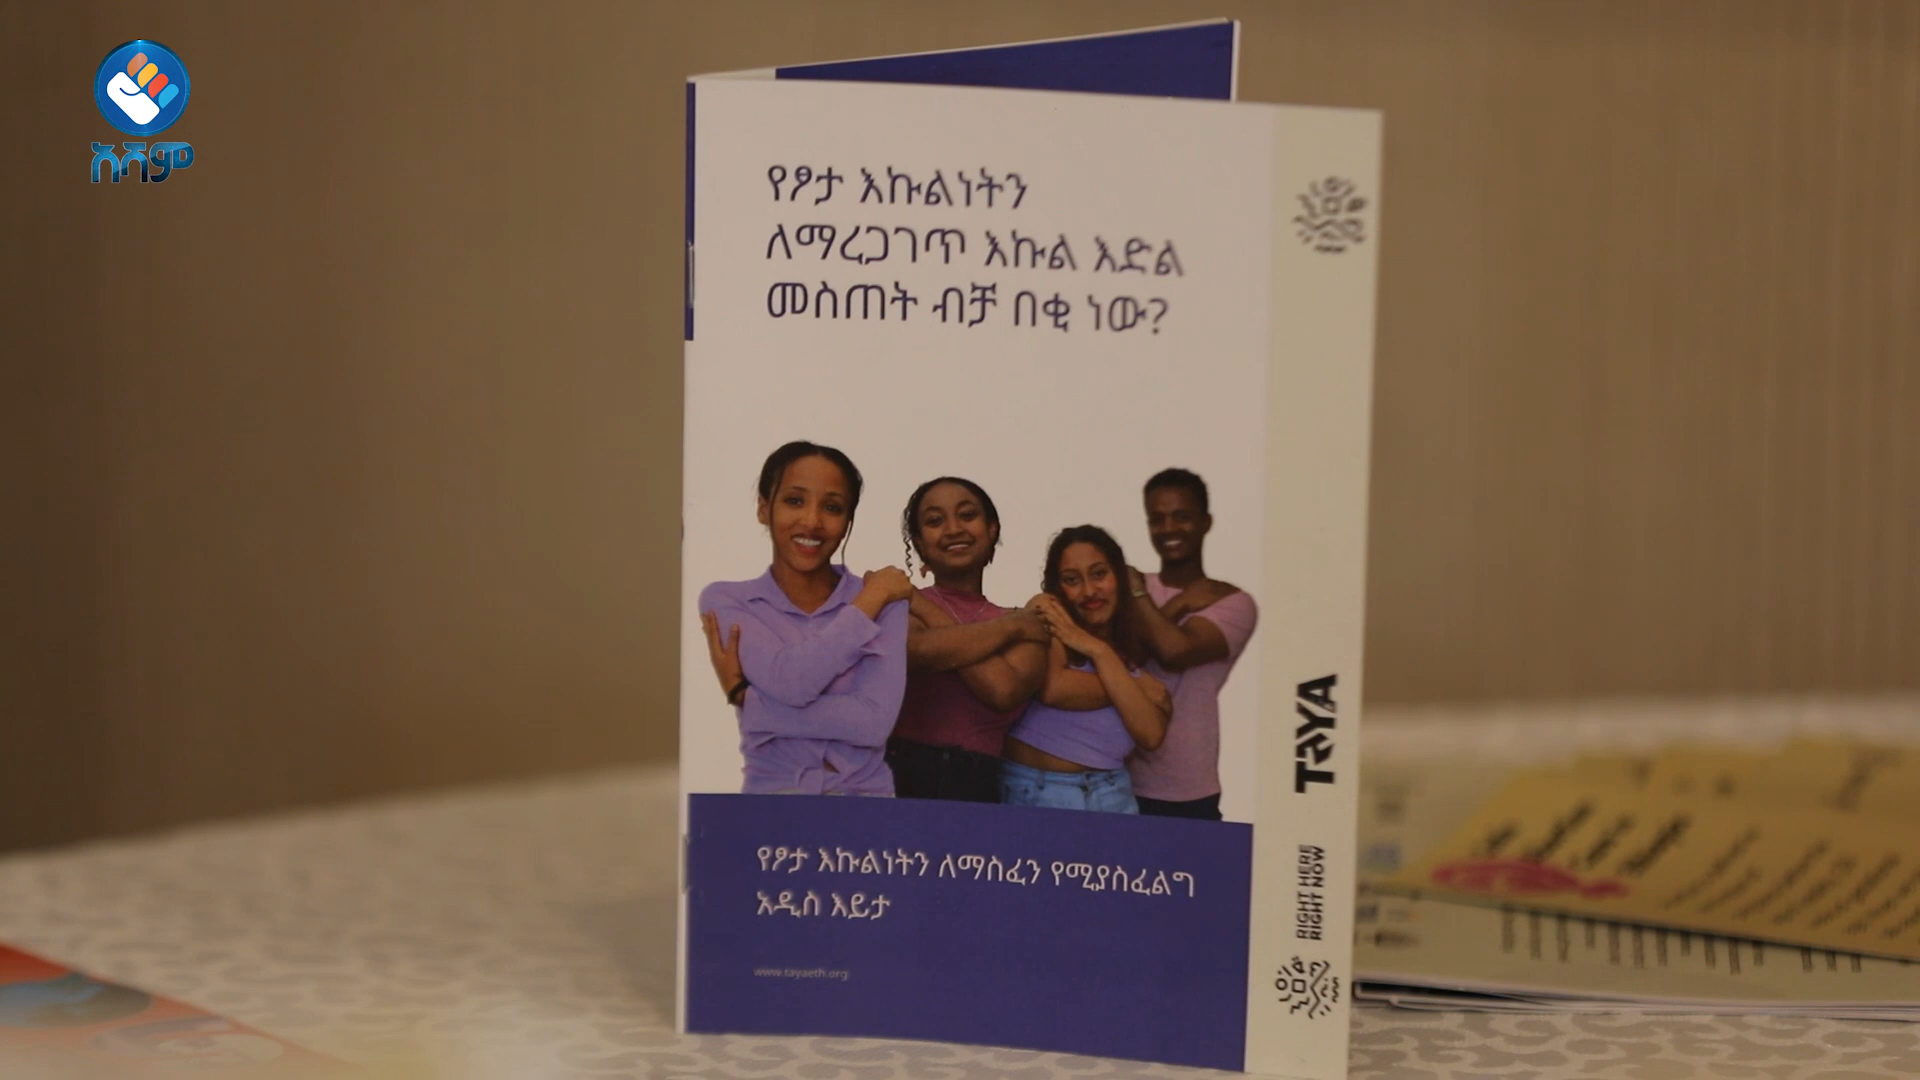 አሻም
የፆታ እኩልነትን
ለማረጋገጥ እኩል እድል
መስጠት ብቻ በቂ ነው?
የፆታ እኩልነትን ለማስፈን የሚያስፈልግ
አዲስ እይታ
www.tayaeth.org
TAYA
RIGHT HERE
RIGHT NOW